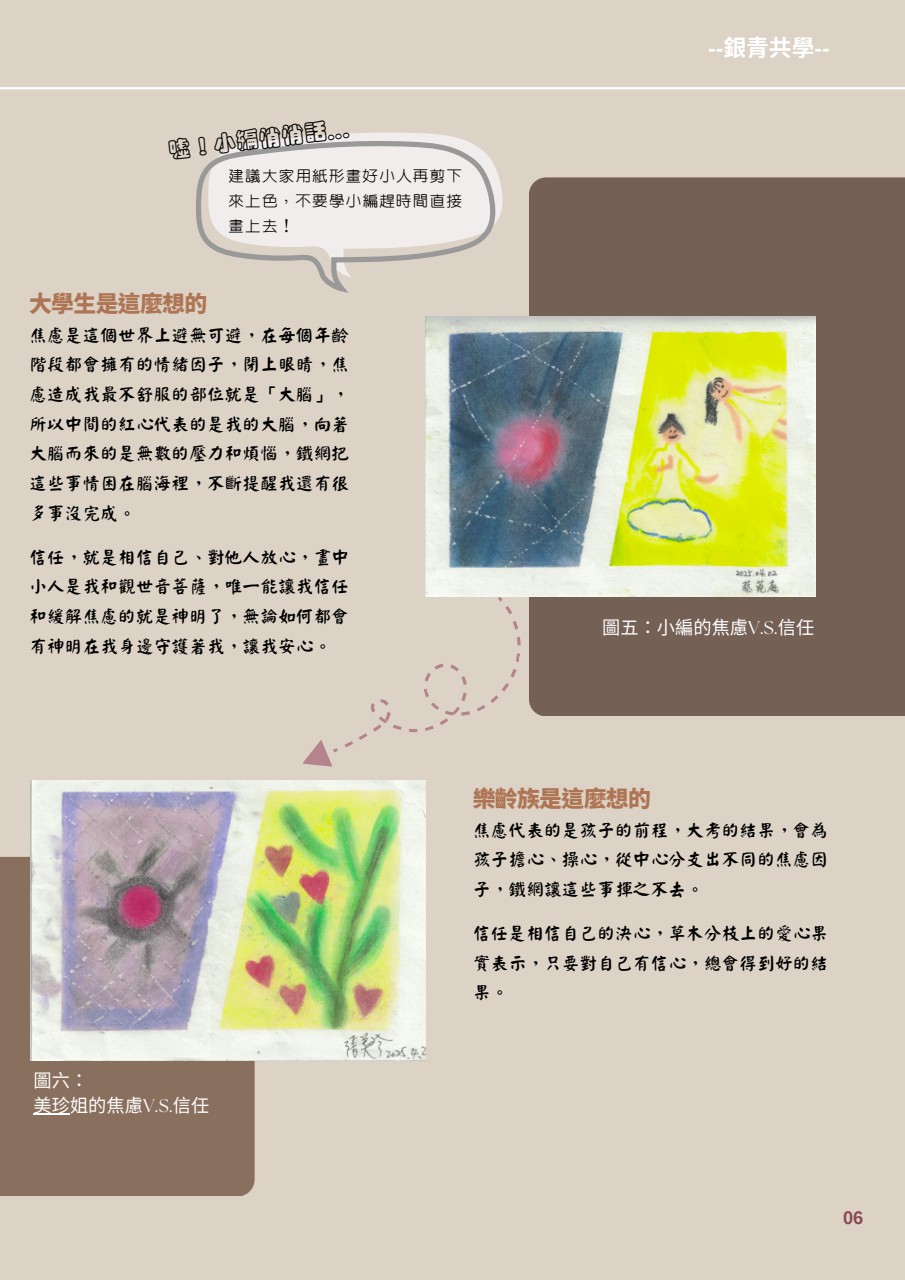 --銀青共學--
噓！小編悄悄話...
建議大家用紙形畫好小人再剪下
來上色，不要學小編趕時間直接
畫上去！
大學生是這麼想的
焦慮是這個世界上避無可避，在每個年齡
階段都會擁有的情緒因子，閉上眼睛，焦
慮造成我最不舒服的部位就是「大腦」，
所以中間的紅心代表的是我的大腦，向著
大腦而來的是無數的壓力和煩惱，鐵網把
這些事情困在腦海裡，不斷提醒我還有很
多事沒完成。
信任，就是相信自己、對他人放心，畫中
小人是我和觀世音菩薩，唯一能讓我信任
和緩解焦慮的就是神明了，無論如何都會
有神明在我身邊守護著我，讓我安心。
2025.04.02
圖五：小編的焦慮V.S.信任
樂齡族是這麼想的
焦慮代表的是孩子的前程，大考的結果，會為
孩子擔心、操心，從中心分支出不同的焦慮因
子，鐵網讓這些事揮之不去。
信任是相信自己的決心，草木分枝上的愛心果
實表示，只要對自己有信心，總會得到好的結
果。
張美珍 2025.4.2
圖六：
美珍姐的焦慮V.S.信任
06